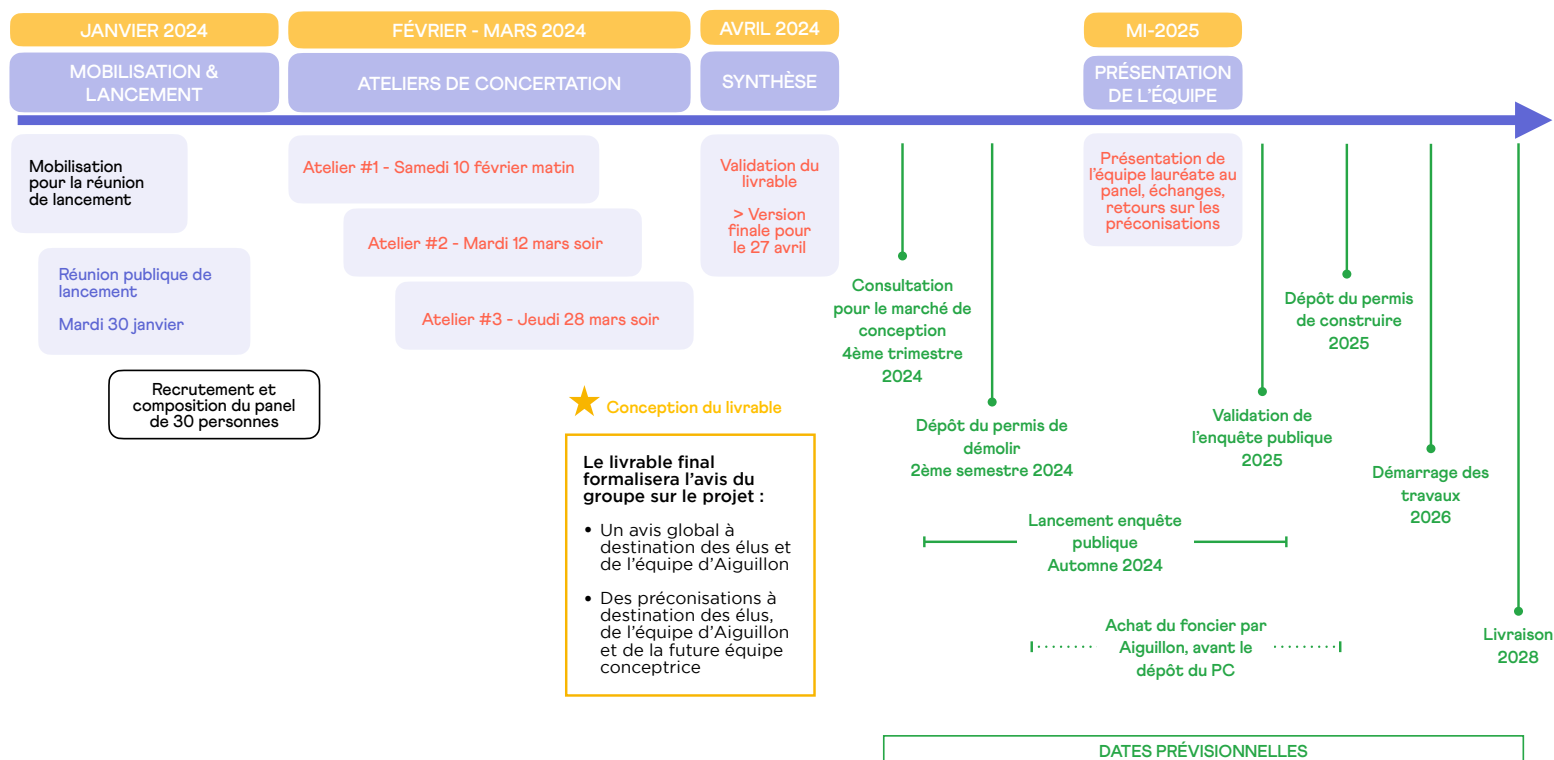 JANVIER 2024
FÉVRIER - MARS 2024
AVRIL 2024
MI-2025
MOBILISATION &
LANCEMENT
ATELIERS DE CONCERTATION
SYNTHÈSE
PRÉSENTATION
DE L'ÉQUIPE
Mobilisation
pour la réunion
de lancement
Réunion publique de
lancement
Mardi 30 janvier
Recrutement et
composition du panel
de 30 personnes
Atelier #1 - Samedi 10 février matin
Atelier #2 - Mardi 12 mars soir
Atelier #3 - Jeudi 28 mars soir
Validation du
livrable
> Version
finale pour
le 27 avril
Conception du livrable
Le livrable final
formalisera l'avis du
groupe sur le projet :
• Un avis global à
destination des élus et
de l'équipe d'Aiguillon
• Des préconisations à
destination des élus,
de l'équipe d'Aiguillon
et de la future équipe
conceptrice
Présentation de
l'équipe lauréate au
panel, échanges,
retours sur les
préconisations
Consultation
pour le marché de
conception
4ème trimestre
2024
Dépôt du permis de
démolir
2ème semestre 2024
Validation de
l'enquête publique
2025
Dépôt du permis
de construire
2025
Démarrage des
travaux
2026
Livraison
2028
Lancement enquête
publique
Automne 2024
Achat du foncier par
Aiguillon, avant le
dépôt du PC
DATES PRÉVISIONNELLES